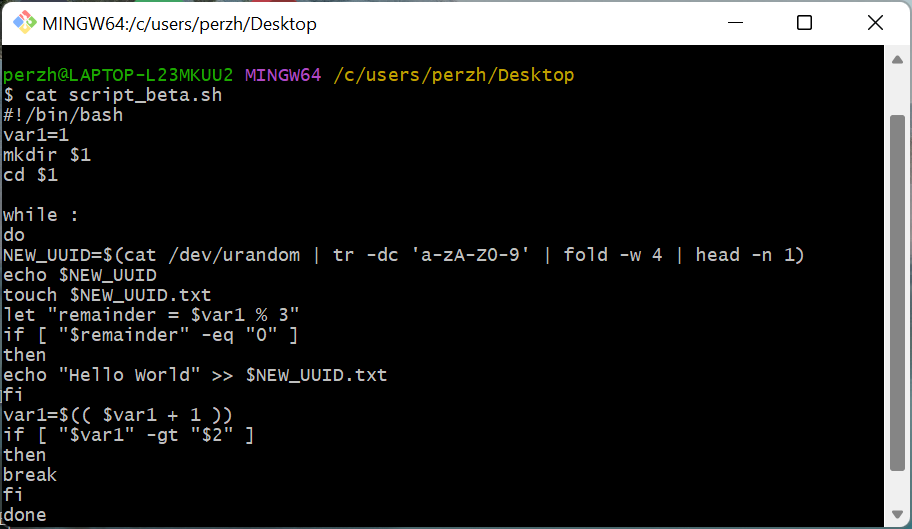 MINGW64:/c/users/perzh/Desktop
perzh@LAPTOP-L23MKUU2 MINGW64 /c/users/perzh/Desktop
$ cat script_beta.sh
#!/bin/bash
var1=1
mkdir $1
cd $1
while :
do
NEW_UUID=$(cat /dev/urandom | tr -dc 'a-zA-Z0-9' | fold -w 4 | head -n 1)
echo $NEW_UUID
touch $NEW_UUID.txt
let "remainder = $var1 % 3"
if [ "$remainder" -eq "0" ]
then
echo "Hello World" >> $NEW_UUID.txt
fi
var1=$(( $var1 + 1 ))
if [ "$var1" -gt "$2" ]
then
break
fi
done